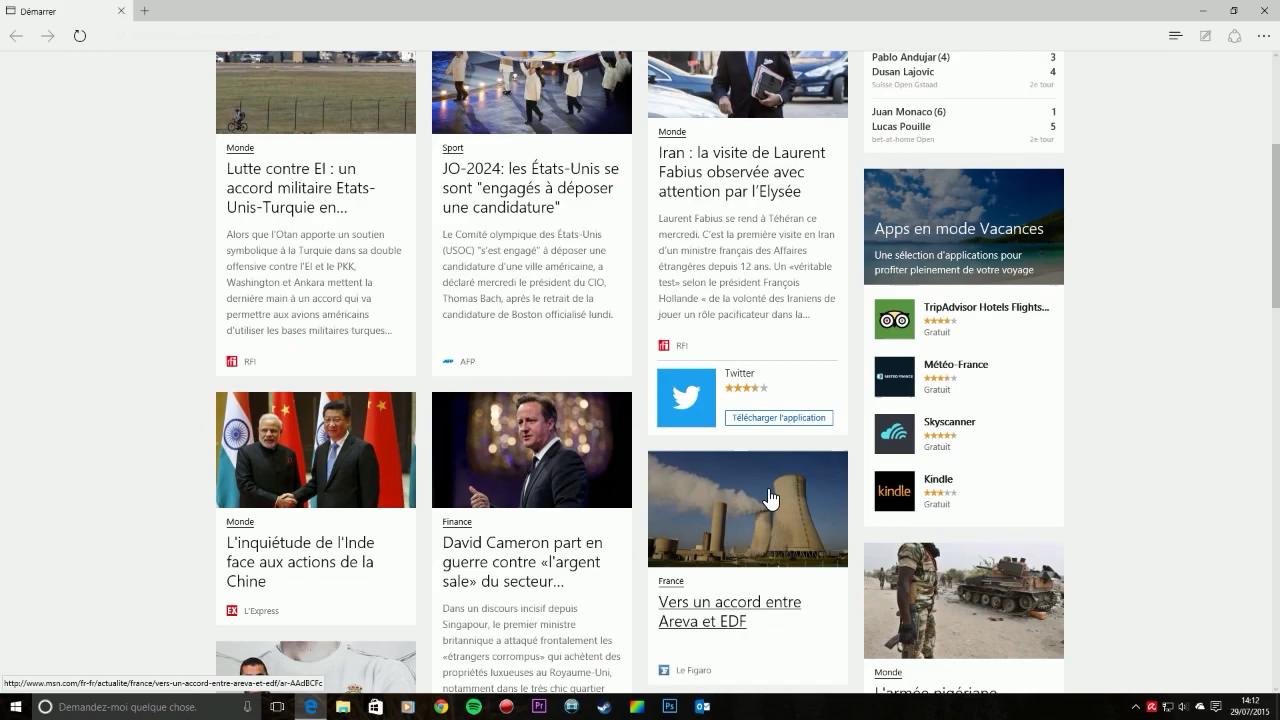 Démarrer
Monde
Lutte contre EI : un
accord militaire Etats-
Unis-Turquie en...
Alors que l'Otan apporte un soutien
symbolique à la Turquie dans sa double
offensive contre l'EI et le PKK,
Washington et Ankara mettent la
dernière main à un accord qui va
permettre aux avions américains
d'utiliser les bases militaires turques...
RFI
Sport
JO-2024: les États-Unis se
sont "engagés à déposer
une candidature"
Le Comité olympique des États-Unis
(USOC) "s'est engagé" à déposer une
candidature d'une ville américaine, a
déclaré mercredi le président du CIO,
Thomas Bach, après le retrait de la
candidature de Boston officialisé lundi.
AFP
Monde
Iran : la visite de Laurent
Fabius observée avec
attention par l'Elysée
Laurent Fabius se rend à Téhéran ce
mercredi. C'est la première visite en Iran
d'un ministre français des Affaires
étrangères depuis 12 ans. Un «véritable
test» selon le président François
Hollande « de la volonté des Iraniens de
jouer un rôle pacificateur dans la...
RFI
Twitter
Télécharger l'application
Pablo Andujar (4) 3
Dusan Lajovic 4
Suisse Open Gstaad 2e tour
Juan Monaco (6) 1
Lucas Pouille 5
bet-at-home Open 2e tour
Apps en mode Vacances
Une sélection d'applications pour
profiter pleinement de votre voyage
TripAdvisor Hotels Flights...
Gratuit
METEO FRANCE
Météo-France
Gratuit
Skyscanner
Gratuit
kindle
Kindle
Gratuit
Monde
L'inquiétude de l'Inde
face aux actions de la
Chine
EX L'Express
Finance
David Cameron part en
guerre contre «l'argent
sale» du secteur...
Dans un discours incisif depuis
Singapour, le premier ministre
britannique a attaqué frontalement les
«étrangers corrompus» qui achètent des
propriétés luxueuses au Royaume-Uni,
notamment dans le très chic quartier
France
Vers un accord entre
Areva et EDF
Le Figaro
Monde
L'armée nigériane
http://www.msn.com/fr-fr/actualite/france/vers-un-accord-entre-areva-et-edf/ar-AAdBCFc
Demandez-moi quelque chose.
Pr
Ps
14:12
29/07/2015